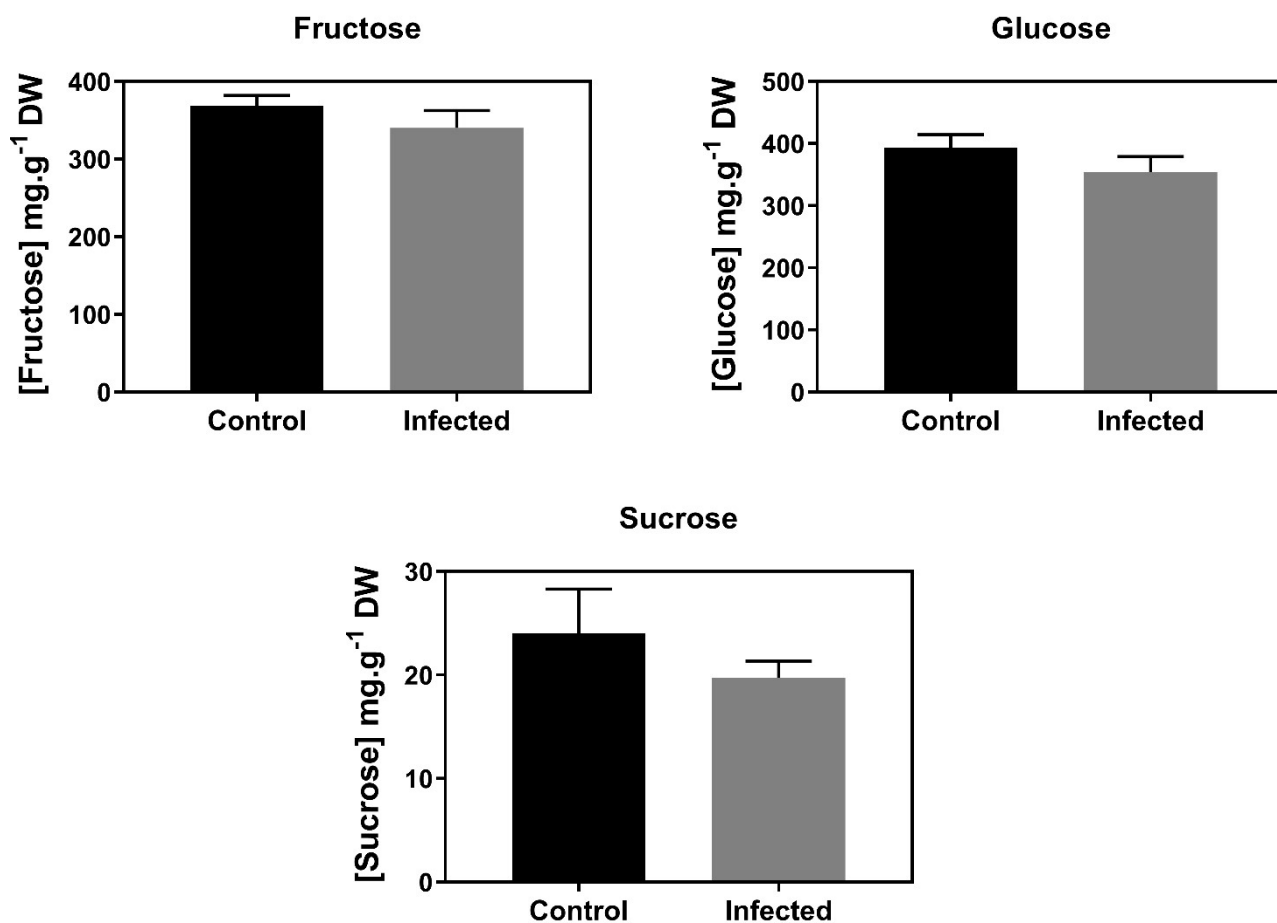 Fructose
[Fructose] mg.g⁻¹ DW
400
300
200
100
0
Control Infected
Glucose
[Glucose] mg.g⁻¹ DW
500
400
300
200
100
0
Control Infected
Sucrose
[Sucrose] mg.g⁻¹ DW
30
20
10
0
Control Infected